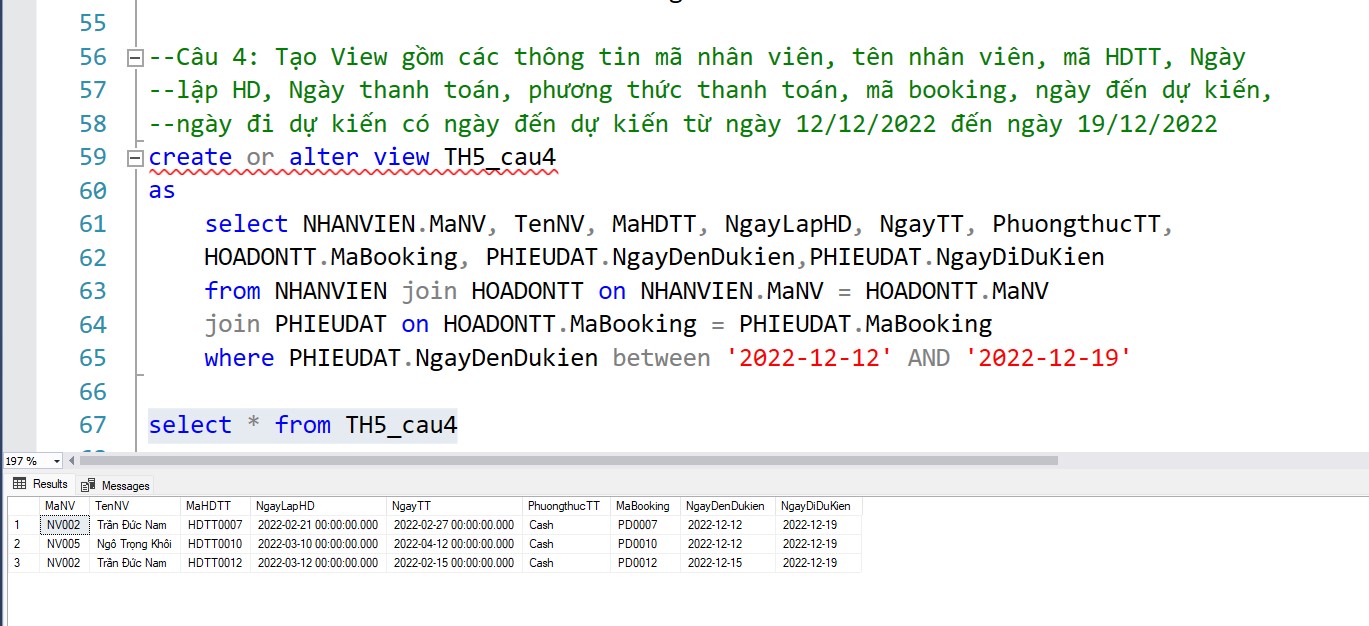 55
56 --Câu 4: Tạo View gồm các thông tin mã nhân viên, tên nhân viên, mã HDTT, Ngày
57 --lập HD, Ngày thanh toán, phương thức thanh toán, mã booking, ngày đến dự kiến,
58 --ngày đi dự kiến có ngày đến dự kiến từ ngày 12/12/2022 đến ngày 19/12/2022
59 create or alter view TH5_cau4
60 as
61 select NHANVIEN.MaNV, TenNV, MaHDTT, NgayLapHD, NgayTT, PhuongthucTT,
62 HOADONTT.MaBooking, PHIEUDAT.NgayDenDukien,PHIEUDAT.NgayDiDuKien
63 from NHANVIEN join HOADONTT on NHANVIEN.MaNV = HOADONTT.MaNV
64 join PHIEUDAT on HOADONTT.MaBooking = PHIEUDAT.MaBooking
65 where PHIEUDAT.NgayDenDukien between '2022-12-12' AND '2022-12-19'
66
67 select * from TH5_cau4
197 %
Results Messages
MaNV TenNV MaHDTT NgayLapHD NgayTT PhuongthucTT MaBooking NgayDenDukien NgayDiDuKien
1 NV002 Trần Đức Nam HDTT0007 2022-02-21 00:00:00.000 2022-02-27 00:00:00.000 Cash PD0007 2022-12-12 2022-12-19
2 NV005 Ngô Trọng Khôi HDTT0010 2022-03-10 00:00:00.000 2022-04-12 00:00:00.000 Cash PD0010 2022-12-12 2022-12-19
3 NV002 Trần Đức Nam HDTT0012 2022-03-12 00:00:00.000 2022-02-15 00:00:00.000 Cash PD0012 2022-12-15 2022-12-19